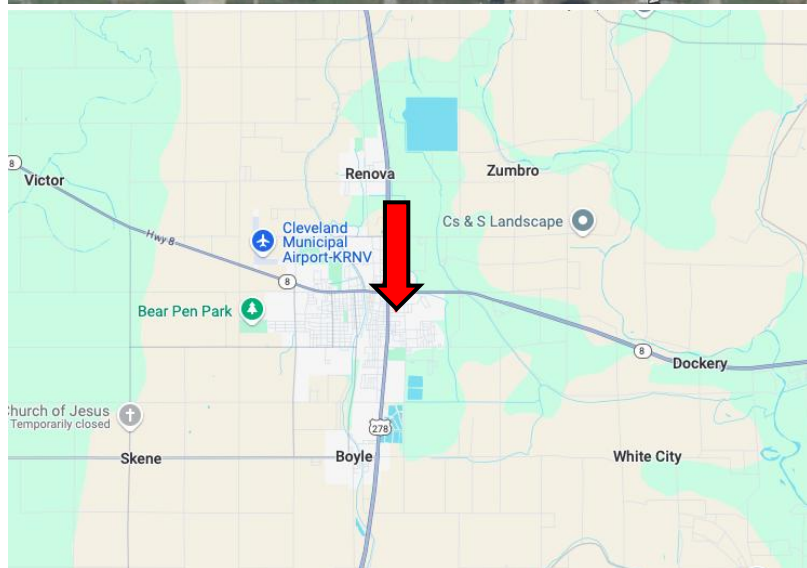 Renova
Zumbro
8
Victor
Cs & S Landscape
Hwy 8
Cleveland
Municipal
Airport-KRNV
8
Bear Pen Park
8
Dockery
Church of Jesus
Temporarily closed
278
Skene
Boyle
White City